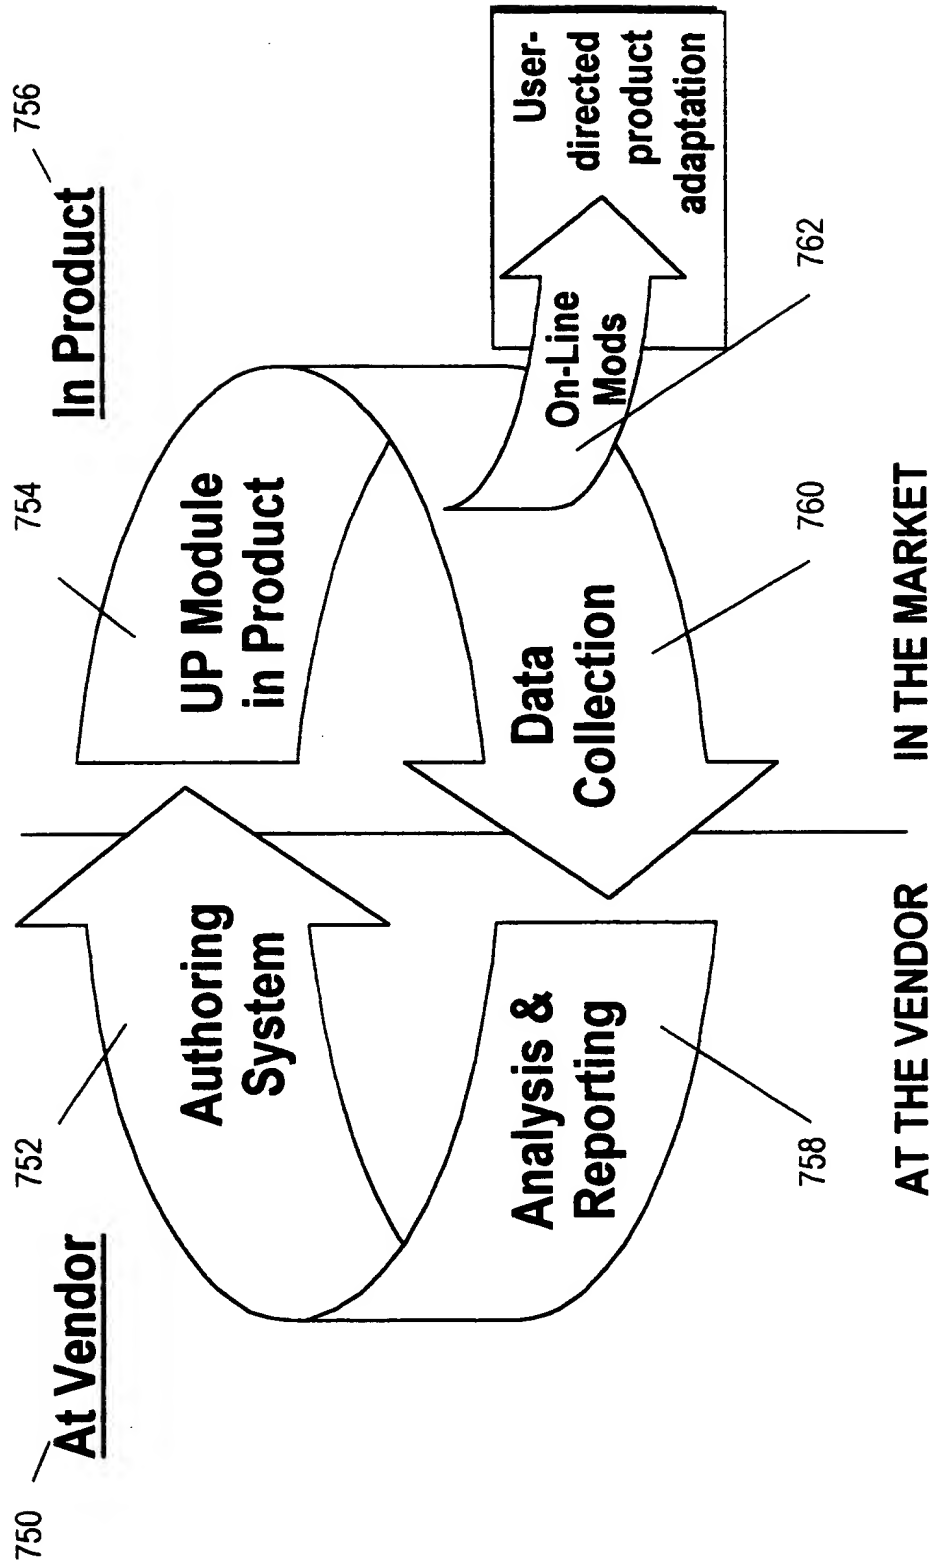 750
At Vendor
In Product
756
752
754
Authoring
System
UP Module
in Product
Analysis &
Reporting
Data
Collection
On-Line
Mods
User-
directed
product
adaptation
758
760
762
AT THE VENDOR
IN THE MARKET